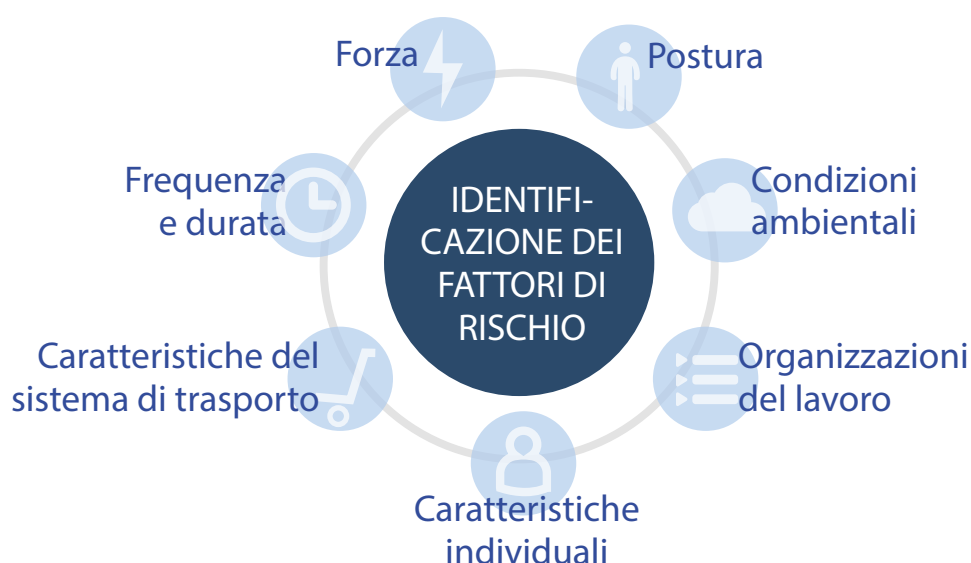 Forza
Postura
Frequenza
e durata
IDENTIFI-
CAZIONE DEI
FATTORI DI
RISCHIO
Condizioni
ambientali
Caratteristiche del
sistema di trasporto
Organizzazioni
del lavoro
Caratteristiche
individuali